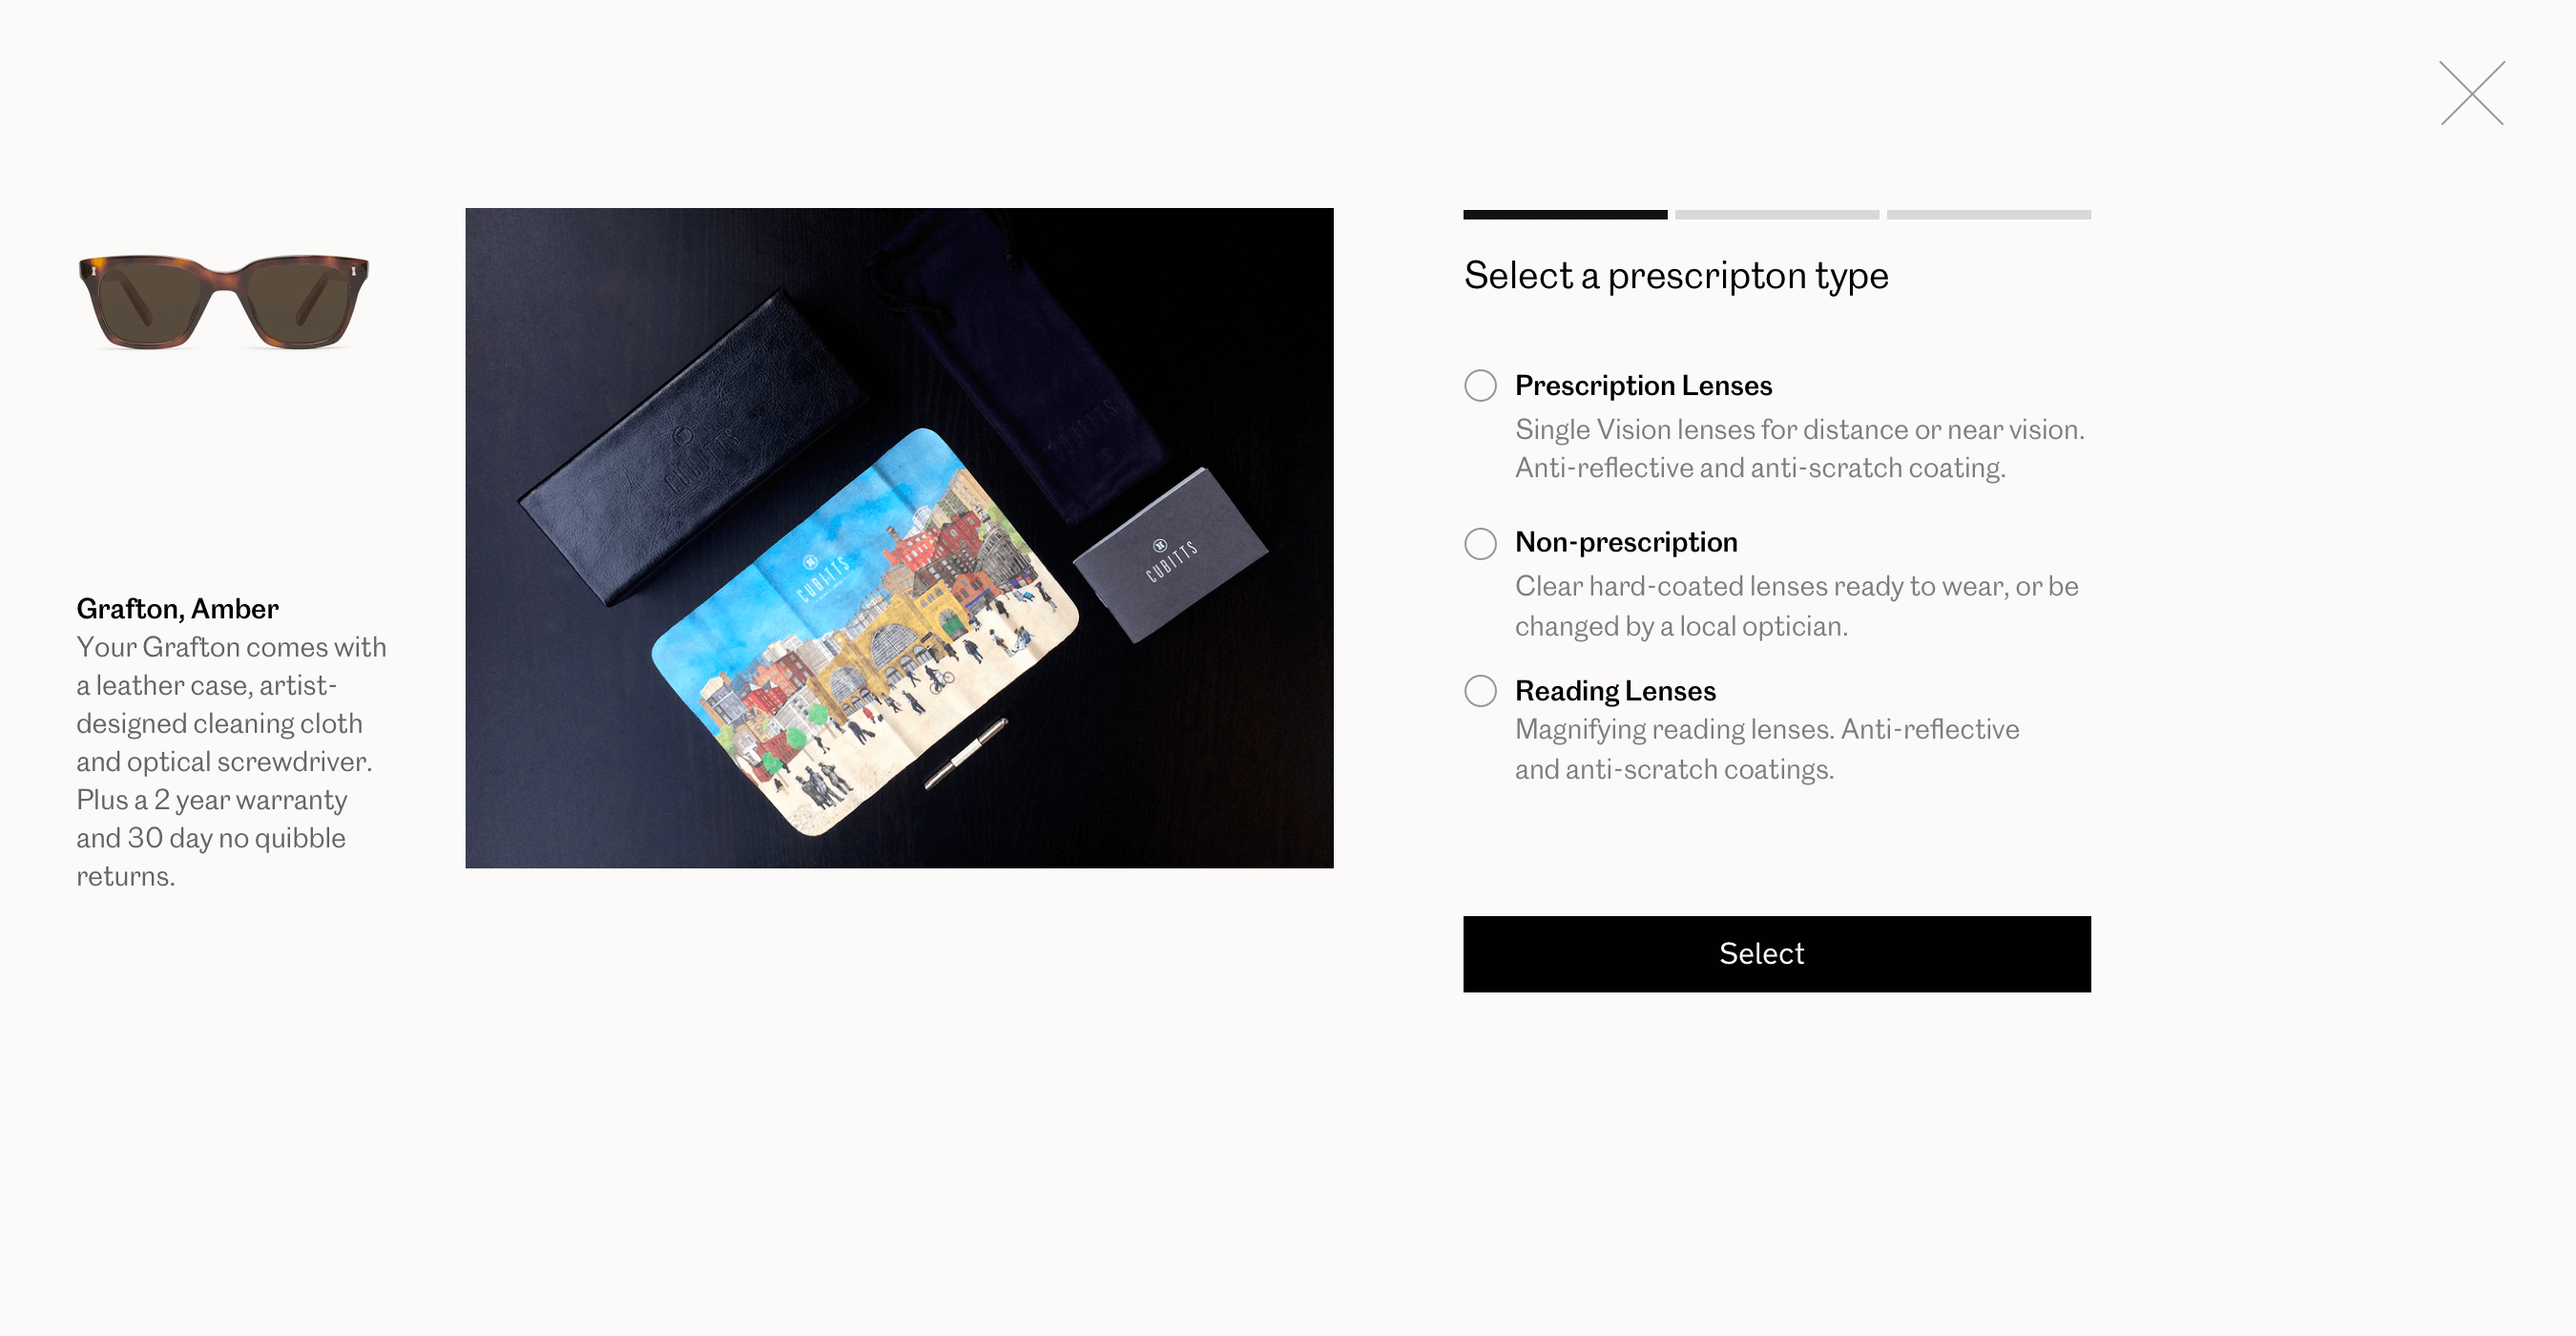 Grafton, Amber
Your Grafton comes with
a leather case, artist-
designed cleaning cloth
and optical screwdriver.
Plus a 2 year warranty
and 30 day no quibble
returns.
CUBITTS
CUBITTS
CUBITTS
CUBITTS
Select a prescripton type
Prescription Lenses
Single Vision lenses for distance or near vision.
Anti-reflective and anti-scratch coating.
Non-prescription
Clear hard-coated lenses ready to wear, or be
changed by a local optician.
Reading Lenses
Magnifying reading lenses. Anti-reflective
and anti-scratch coatings.
Select